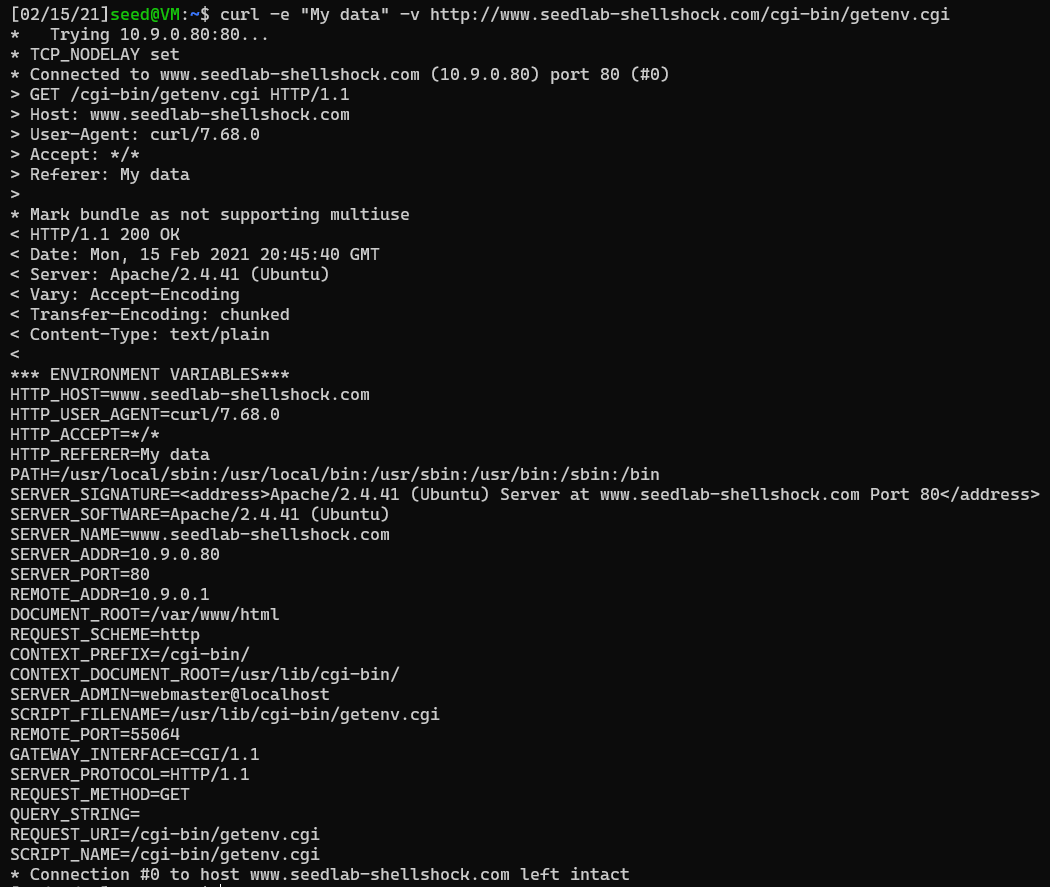 [02/15/21]seed@VM:~$ curl -e "My data" -v http://www.seedlab-shellshock.com/cgi-bin/getenv.cgi
*   Trying 10.9.0.80:80...
* TCP_NODELAY set
* Connected to www.seedlab-shellshock.com (10.9.0.80) port 80 (#0)
> GET /cgi-bin/getenv.cgi HTTP/1.1
> Host: www.seedlab-shellshock.com
> User-Agent: curl/7.68.0
> Accept: */*
> Referer: My data
>
* Mark bundle as not supporting multiuse
< HTTP/1.1 200 OK
< Date: Mon, 15 Feb 2021 20:45:40 GMT
< Server: Apache/2.4.41 (Ubuntu)
< Vary: Accept-Encoding
< Transfer-Encoding: chunked
< Content-Type: text/plain
<
*** ENVIRONMENT VARIABLES***
HTTP_HOST=www.seedlab-shellshock.com
HTTP_USER_AGENT=curl/7.68.0
HTTP_ACCEPT=*/*
HTTP_REFERER=My data
PATH=/usr/local/sbin:/usr/local/bin:/usr/sbin:/usr/bin:/sbin:/bin
SERVER_SIGNATURE=<address>Apache/2.4.41 (Ubuntu) Server at www.seedlab-shellshock.com Port 80</address>
SERVER_SOFTWARE=Apache/2.4.41 (Ubuntu)
SERVER_NAME=www.seedlab-shellshock.com
SERVER_ADDR=10.9.0.80
SERVER_PORT=80
REMOTE_ADDR=10.9.0.1
DOCUMENT_ROOT=/var/www/html
REQUEST_SCHEME=http
CONTEXT_PREFIX=/cgi-bin/
CONTEXT_DOCUMENT_ROOT=/usr/lib/cgi-bin/
SERVER_ADMIN=webmaster@localhost
SCRIPT_FILENAME=/usr/lib/cgi-bin/getenv.cgi
REMOTE_PORT=55064
GATEWAY_INTERFACE=CGI/1.1
SERVER_PROTOCOL=HTTP/1.1
REQUEST_METHOD=GET
QUERY_STRING=
REQUEST_URI=/cgi-bin/getenv.cgi
SCRIPT_NAME=/cgi-bin/getenv.cgi
* Connection #0 to host www.seedlab-shellshock.com left intact